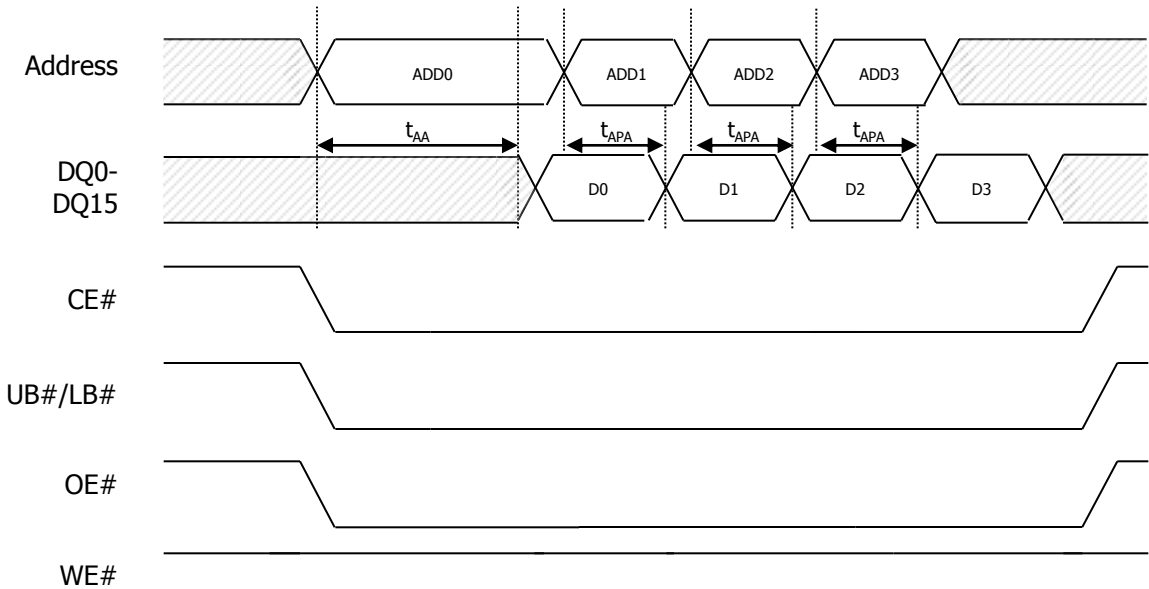 Address
ADD0
ADD1
ADD2
ADD3
tAA
tAPA
tAPA
tAPA
DQ0-
DQ15
D0
D1
D2
D3
CE#
UB#/LB#
OE#
WE#